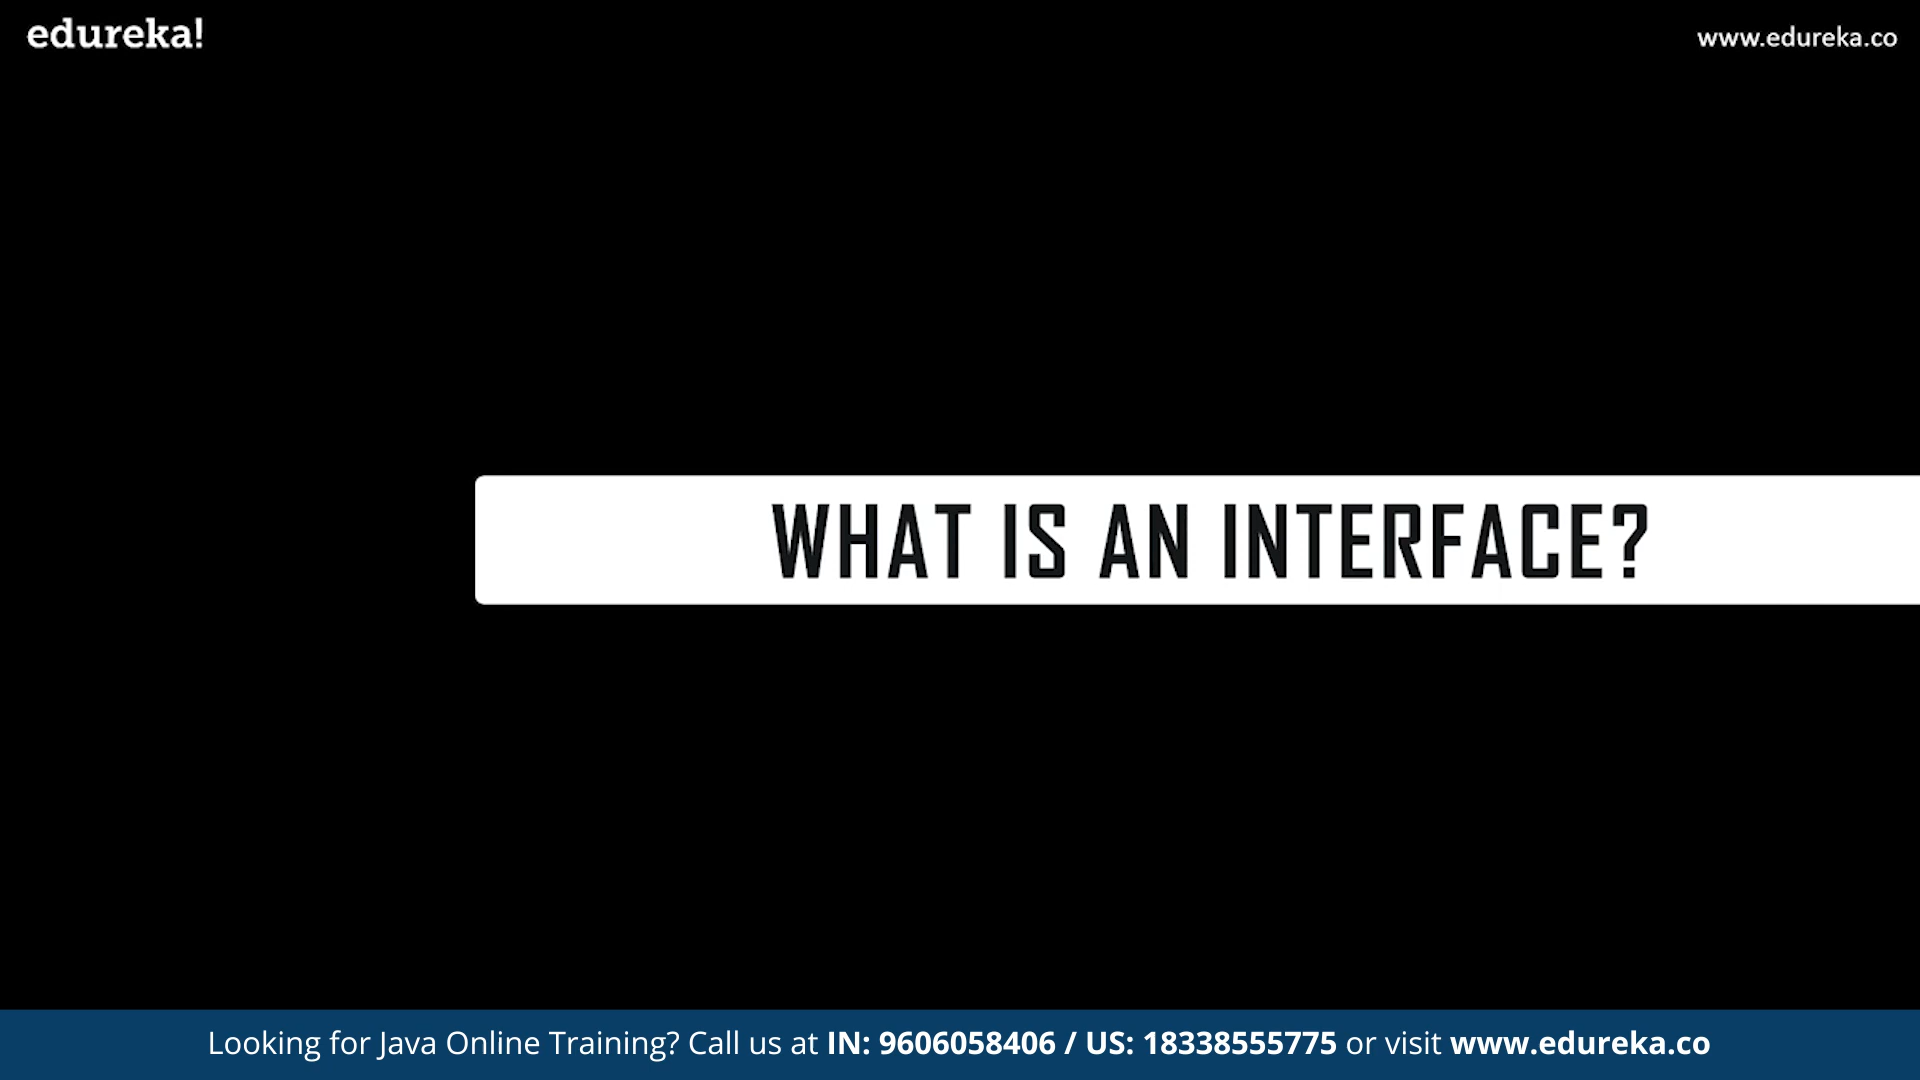 edureka!
www.edureka.co
WHAT IS AN INTERFACE?
Looking for Java Online Training? Call us at IN: 9606058406 / US: 18338555775 or visit www.edureka.co